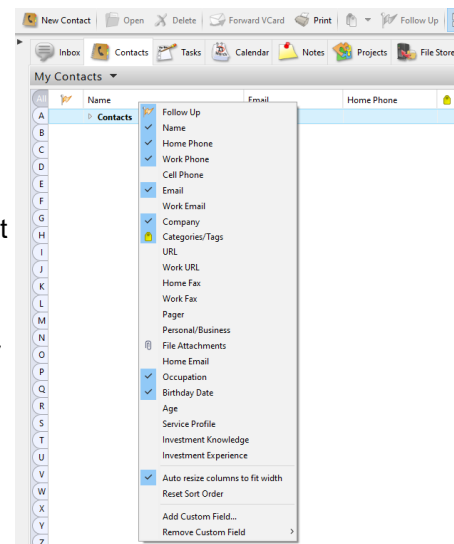 New Contact Open Delete Forward VCard Print Follow Up
Inbox Contacts Tasks Calendar Notes Projects File Store
My Contacts
All Name Email Home Phone
A Contacts
Follow Up
B Name
C Home Phone
Work Phone
D Cell Phone
E Email
F Work Email
G Company
t
H Categories/Tags
I URL
Work URL
J Home Fax
K Work Fax
L Pager
M Personal/Business
N File Attachments
O Home Email
P Occupation
Q Birthday Date
R Age
S Service Profile
T Investment Knowledge
U Investment Experience
V Auto resize columns to fit width
W Reset Sort Order
X Add Custom Field...
Y Remove Custom Field
Z